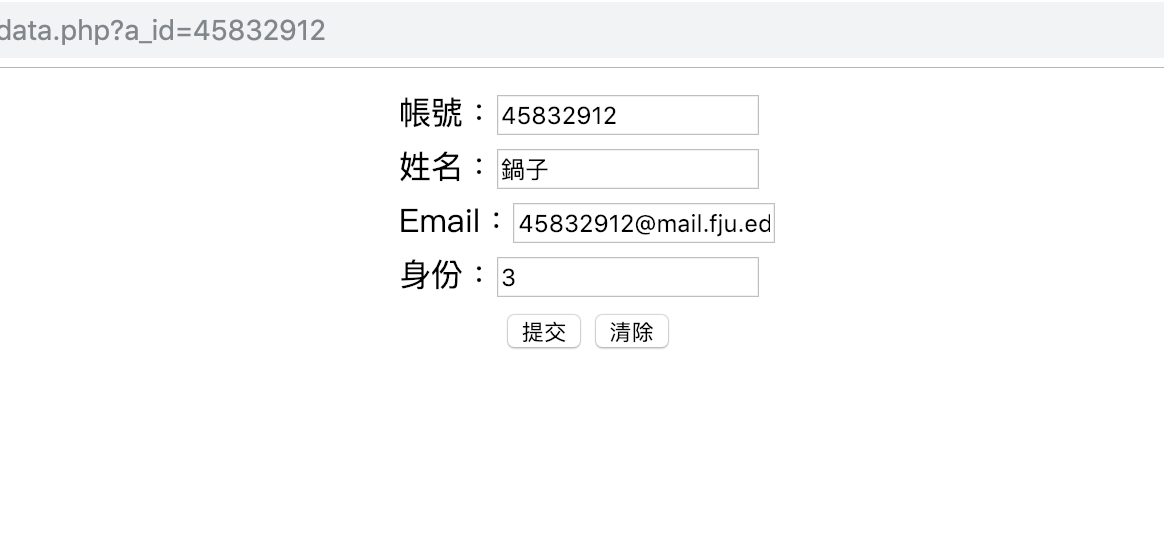 data.php?a_id=45832912
帳號：45832912
姓名：鍋子
Email：45832912@mail.fju.ed
身份：3
提交 清除